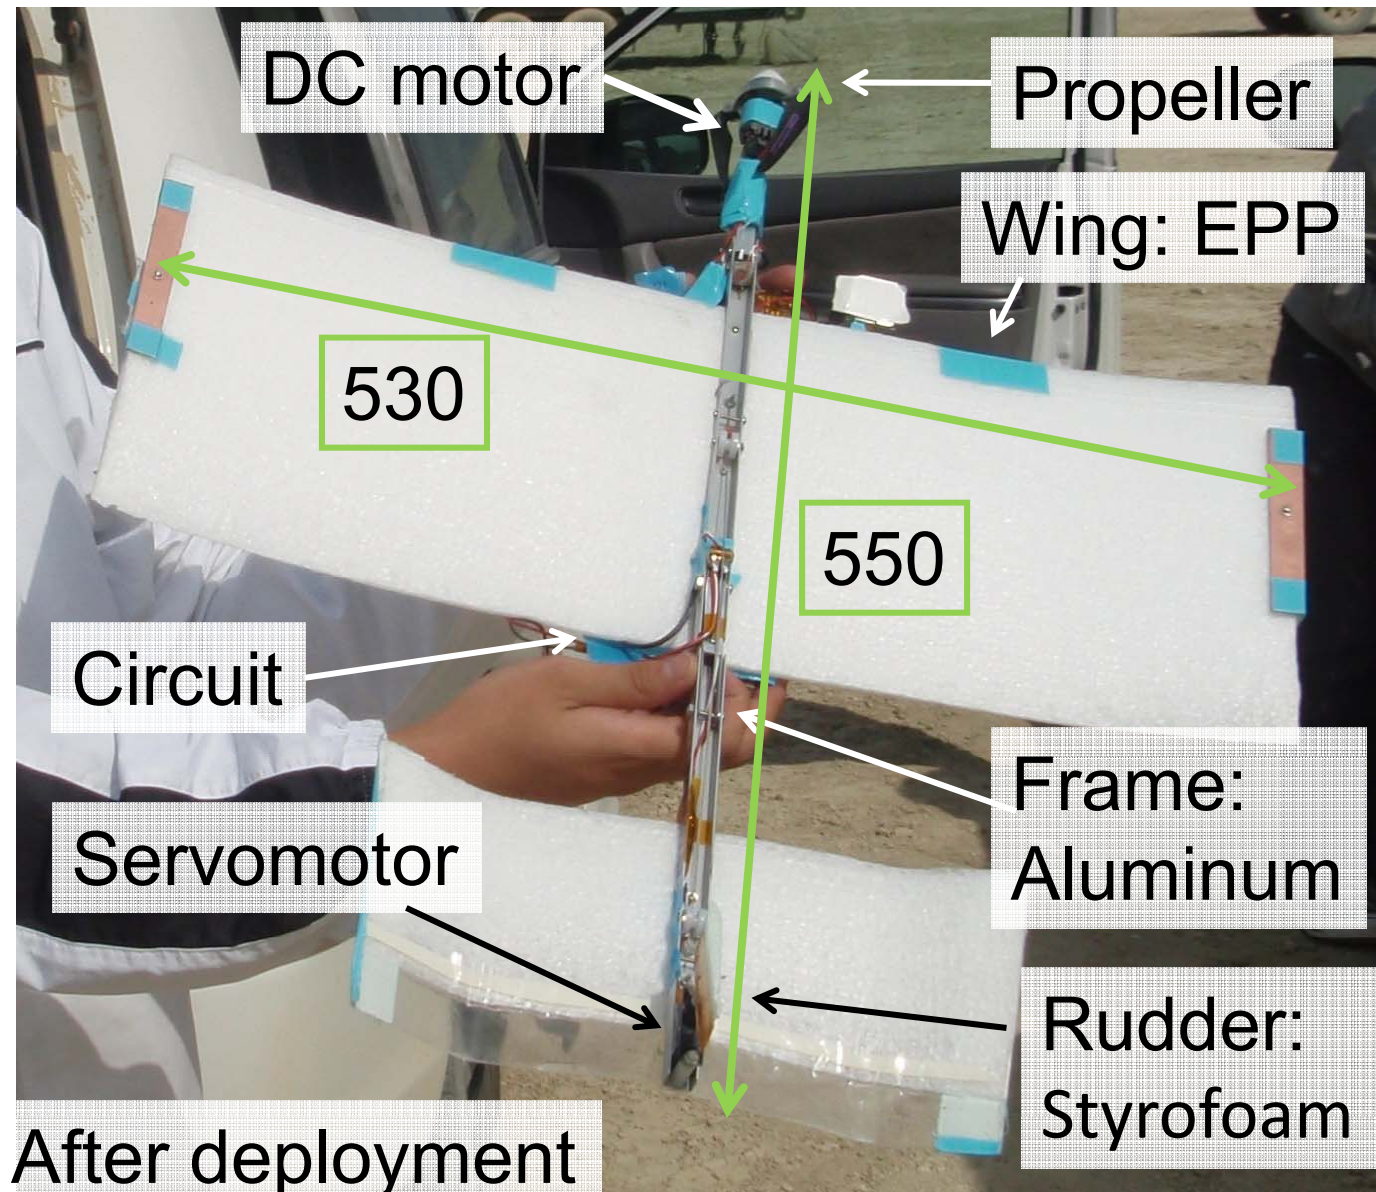 DC motor
Propeller
Wing: EPP
530
550
Circuit
Frame:
Aluminum
Servomotor
Rudder:
Styrofoam
After deployment